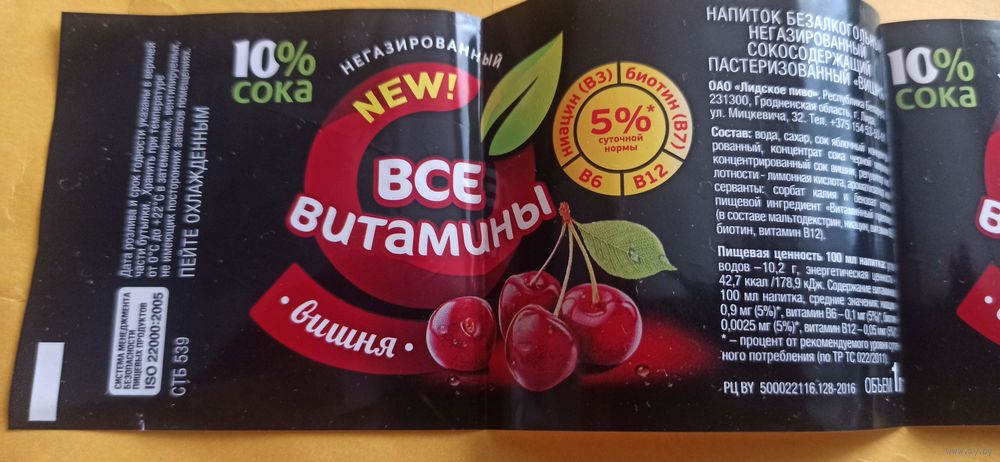 Дата розлива и срок годности указаны в верхней
части бутылки. Хранить при температуре
от 0°С до +22°С в затемненных, вентилируемых,
не имеющих посторонних запахов помещениях.
ПЕЙТЕ ОХЛАЖДЕННЫМ
СИСТЕМА МЕНЕДЖМЕНТА
БЕЗОПАСНОСТИ
ПИЩЕВЫХ ПРОДУКТОВ
ISO 22000:2005
СТБ 539
10%
сока
НЕГАЗИРОВАННЫЙ
NEW!
ВСЕ
ВИТАМИНЫ
• вишня •
ниацин (В3)
биотин (В7)
В6
В12
5%*
суточной
нормы
НАПИТОК БЕЗАЛКОГОЛЬНЫЙ
НЕГАЗИРОВАННЫЙ
СОКОСОДЕРЖАЩИЙ
ПАСТЕРИЗОВАННЫЙ
ОАО «Лидское пиво», Республика
231300, Гродненская область, г. Лида,
ул. Мицкевича, 32. Тел. +375 154
Состав: вода, сахар, сок яблочный
рованный, концентрат сока черной
концентрированный сок вишни,
лотности - лимонная кислота,
серванты: сорбат калия и бензоат
пищевой ингредиент «Витаминный
(в составе мальтодекстрин, ниацин,
биотин, витамин В12).
Пищевая ценность 100 мл напитка:
водов –10,2 г, энергетическая
42,7 ккал /178,9 кДж. Содержание
100 мл напитка, средние значения:
0,9 мг (5%)*, витамин В6 –0,1 мг (5%)*,
0,0025 мг (5%)*, витамин В12 –0,05
* – процент от рекомендуемого уровня
ного потребления (по ТР ТС 022/2011).
РЦ BY 500022116.128-2016 ОБЪЕМ 1
10%
сока
www.ay.by